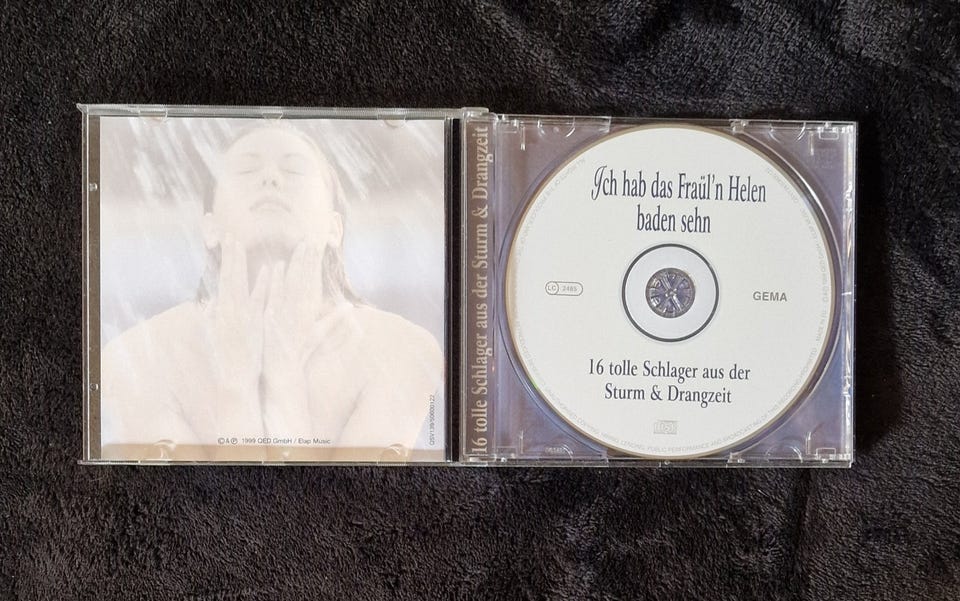 © & ℗ 1999 QED GmbH / Elap Music
16 tolle Schlager aus der Sturm & Drangzeit
Ich hab das Fraül'n Helen
baden sehn
LC 2485
GEMA
16 tolle Schlager aus der
Sturm & Drangzeit